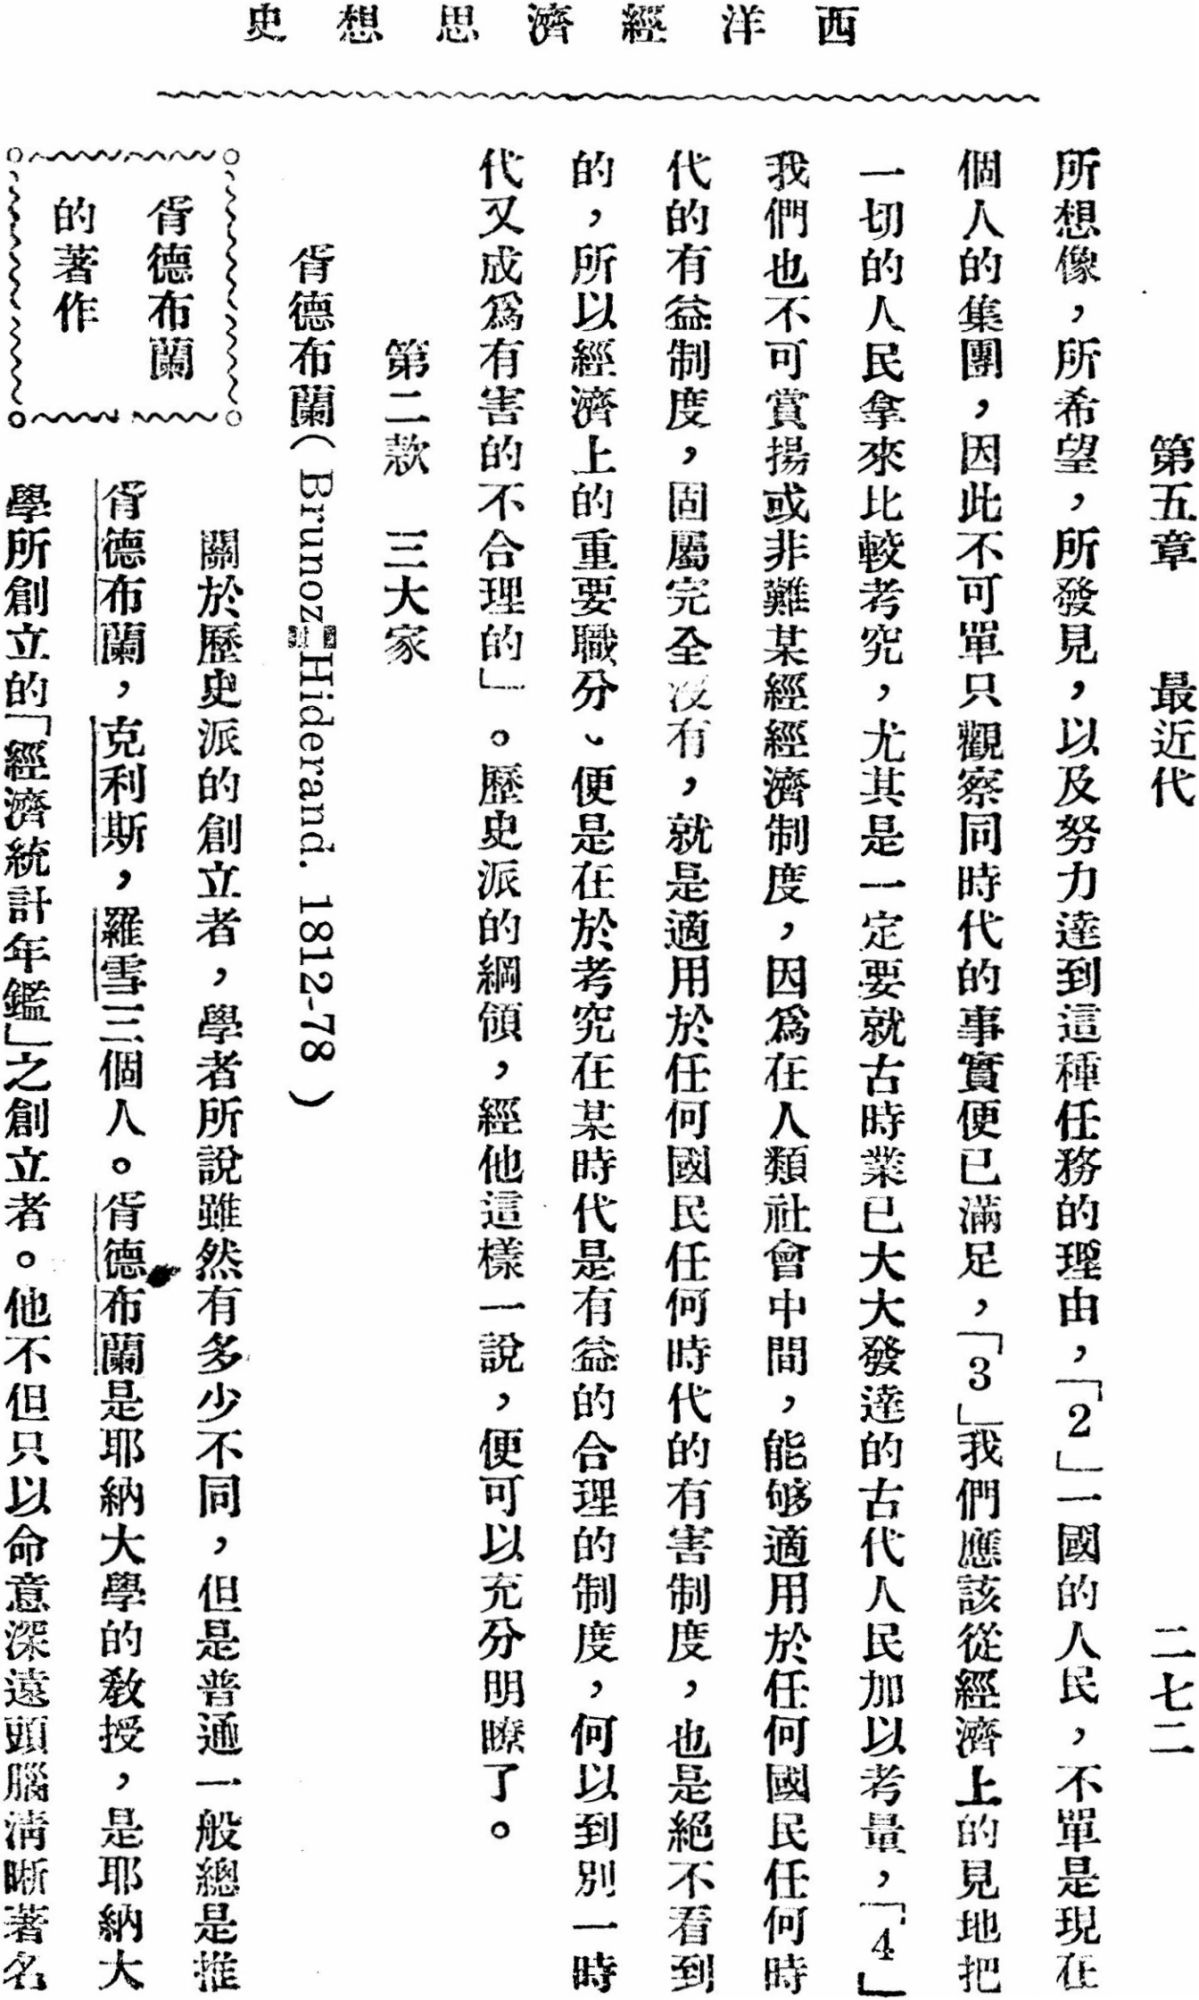 西洋經濟思想史
第五章 最近代 二七二
所想像，所希望，所發見，以及努力達到這種任務的理由，「2」一國的人民，不單是現在
個人的集團，因此不可單只觀察同時代的事實便已滿足，「3」我們應該從經濟上的見地把
一切的人民拿來比較考究，尤其是一定要就古時業已大大發達的古代人民加以考量，「4」
我們也不可賞揚或非難某經經濟制度，因爲在人類社會中間，能够適用於任何國民任何時
代的有益制度，固屬完全沒有，就是適用於任何國民任何時代的有害制度，也是絕不看到
的，所以經濟上的重要職分、便是在於考究在某時代是有益的合理的制度，何以到別一時
代又成爲有害的不合理的」。歷史派的綱領，經他這樣一說，便可以充分明瞭了。
第二款 三大家
胥德布蘭（Brunoz Hiderand. 1812-78）
胥德布蘭
的著作
關於歷史派的創立者，學者所說雖然有多少不同，但是普通一般總是推
胥德布蘭，克利斯，羅雪三個人。胥德布蘭是耶納大學的敎授，是耶納大
學所創立的「經濟統計年鑑」之創立者。他不但只以命意深遠頭腦淸晰著名